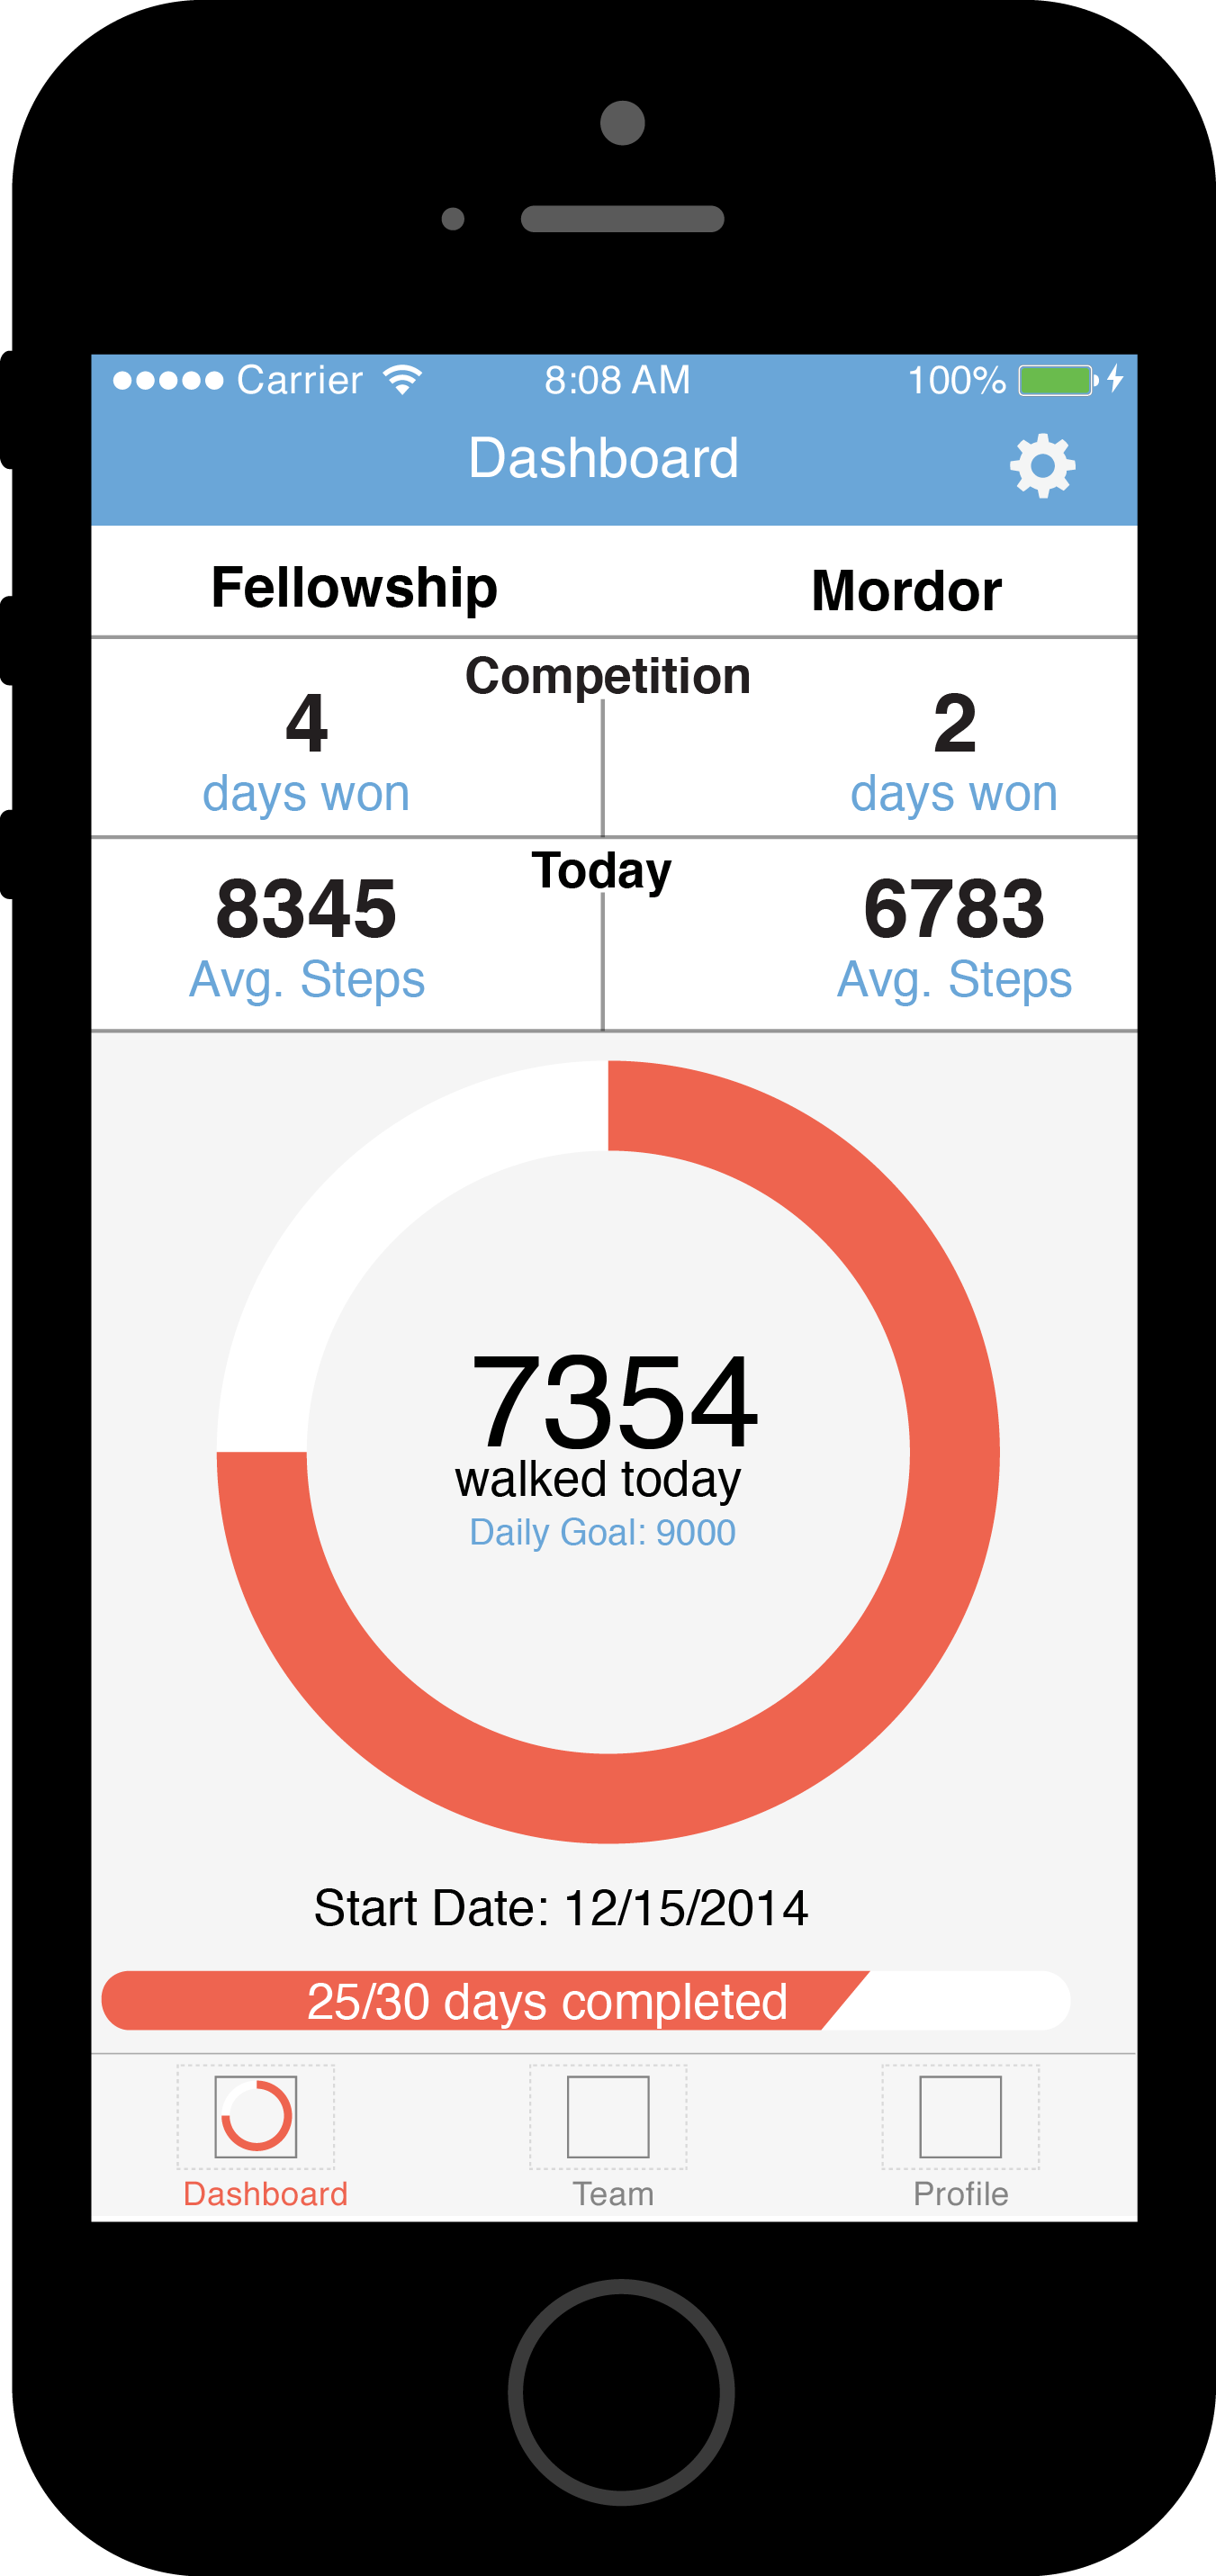 Carrier 8:08 AM 100%
Dashboard
Fellowship Mordor
Competition
4 2
days won days won
Today
8345 6783
Avg. Steps Avg. Steps
7354
walked today
Daily Goal: 9000
Start Date: 12/15/2014
25/30 days completed
Dashboard Team Profile